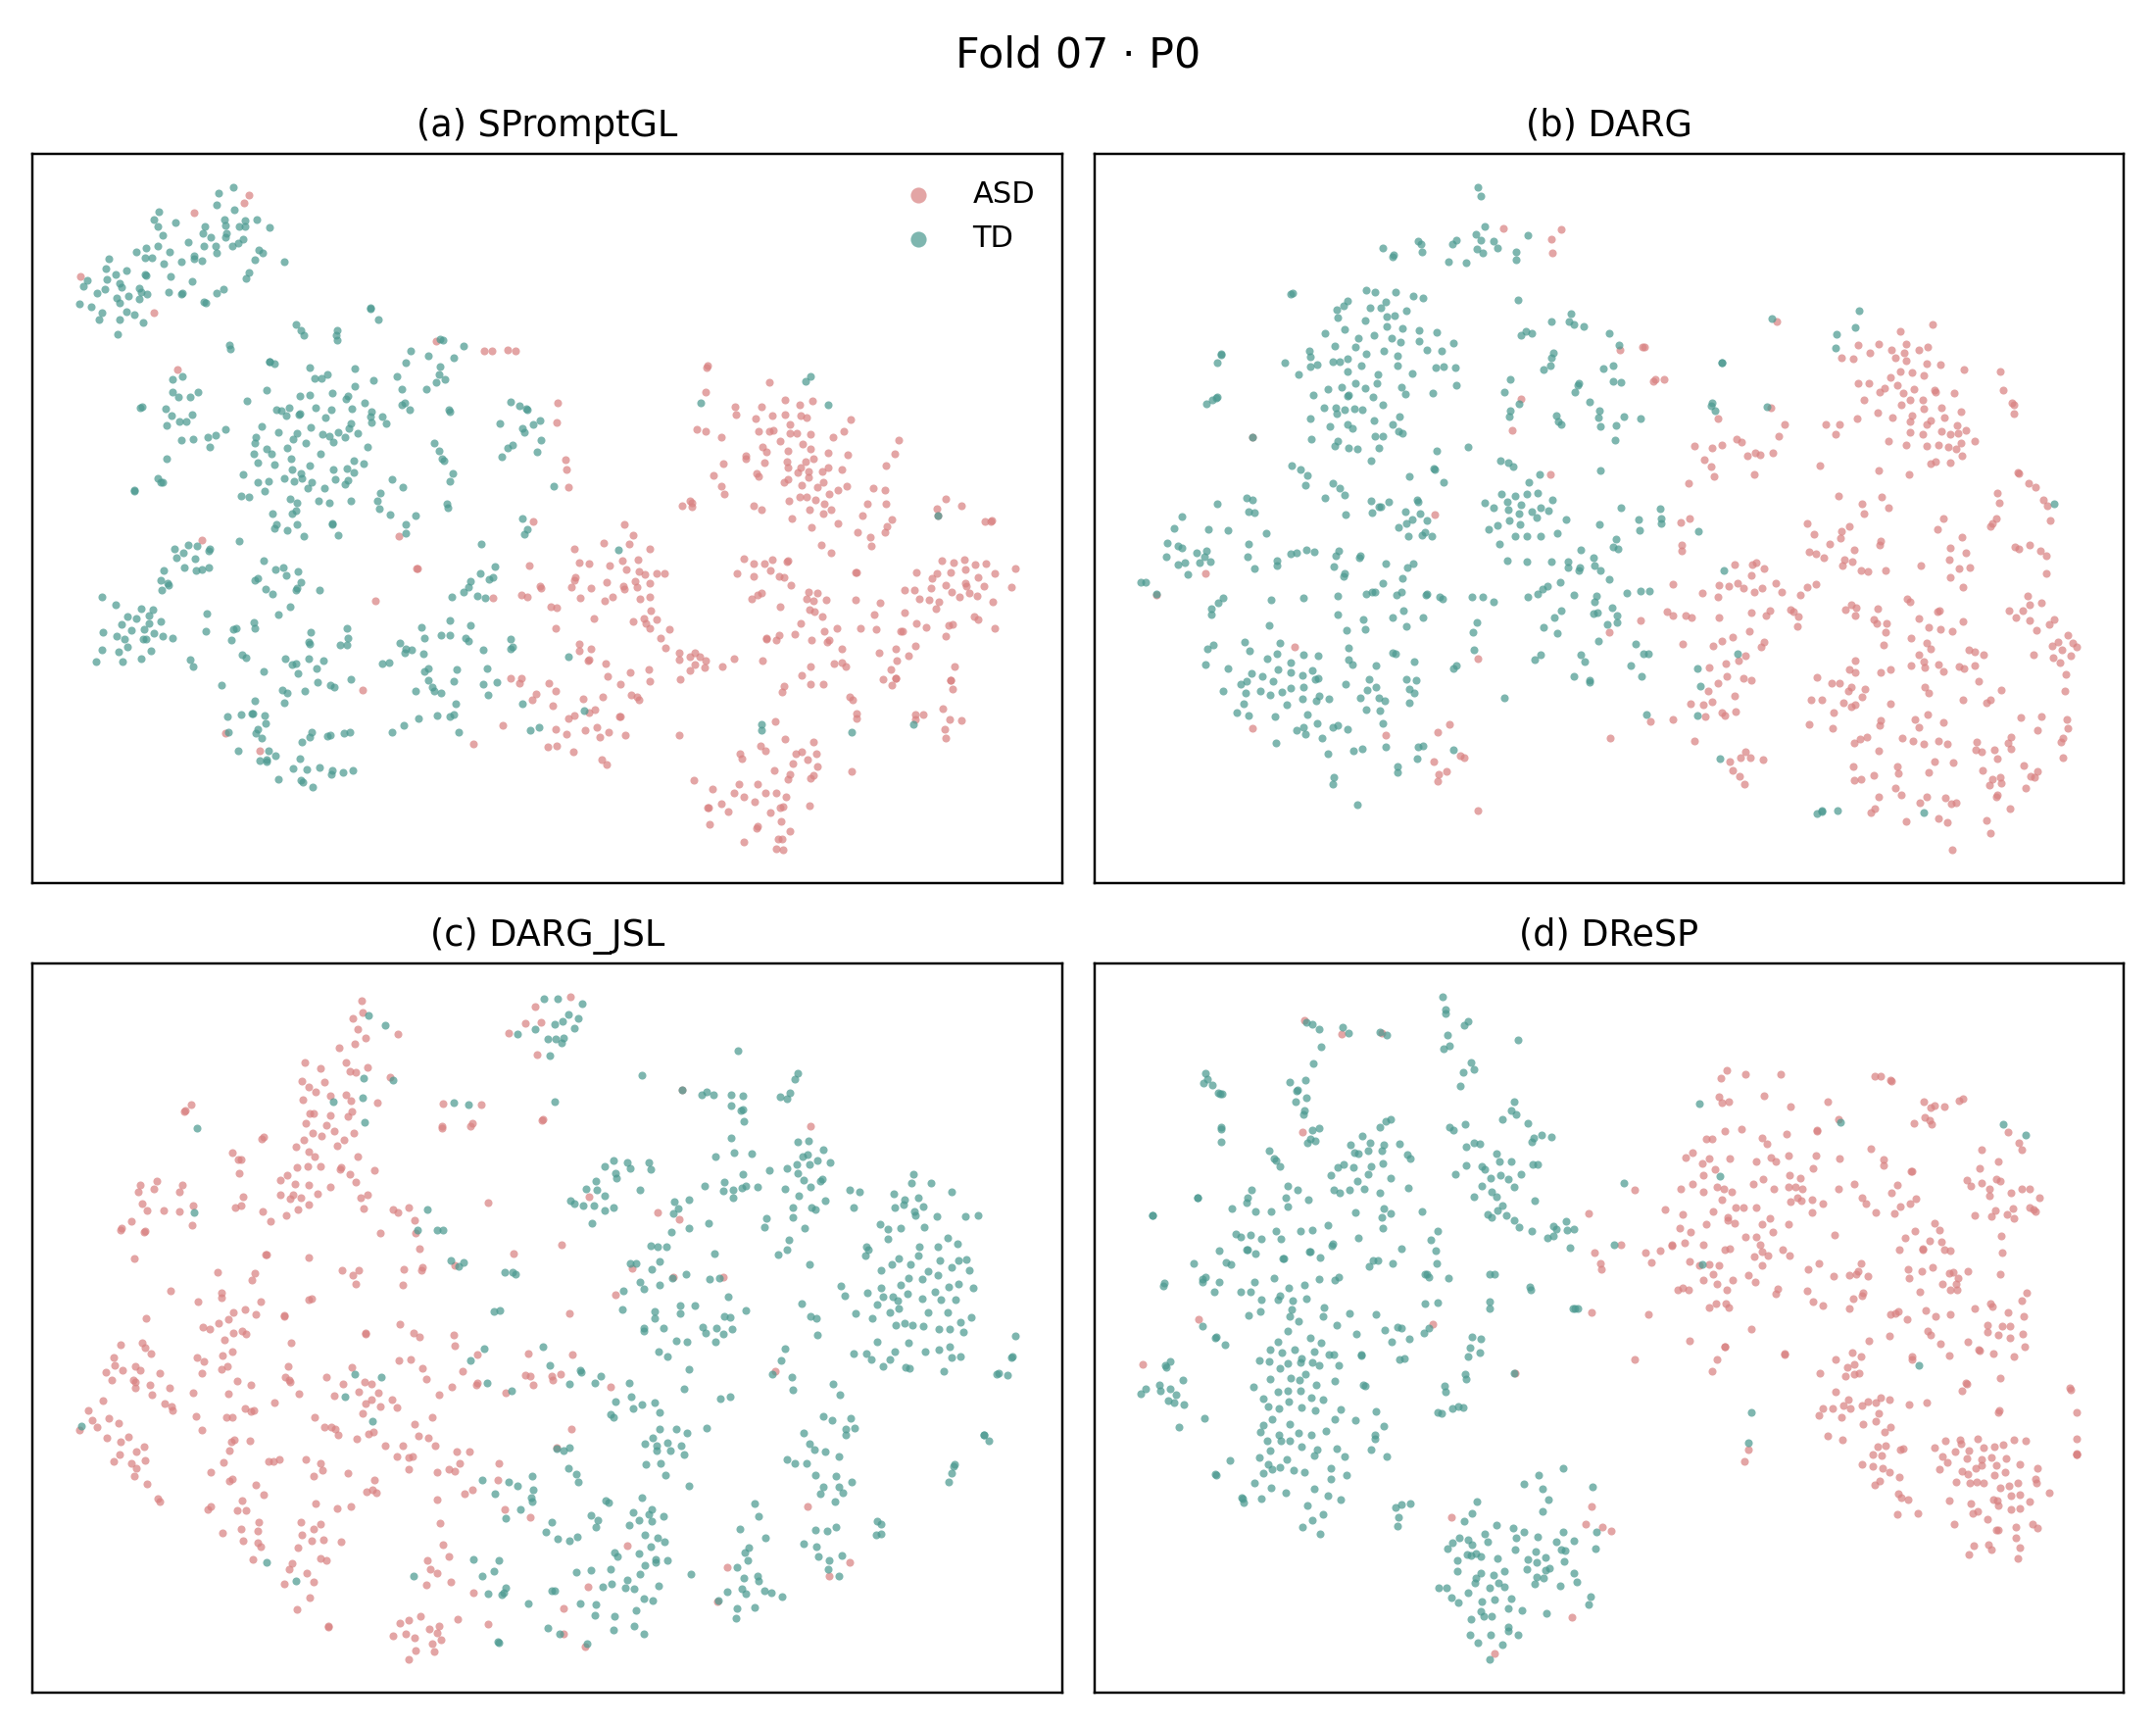 Fold 07 · P0
(a) SPromptGL
(b) DARG
ASD
TD
(c) DARG_JSL
(d) DReSP